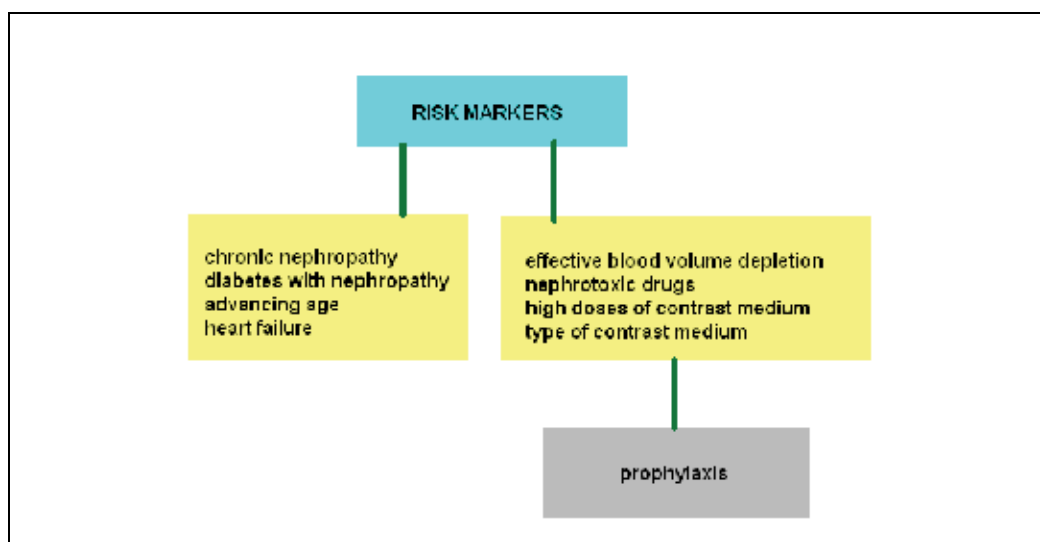 RISK MARKERS
chronic nephropathy
diabetes with nephropathy
advancing age
heart failure
effective blood volume depletion
nephrotoxic drugs
high doses of contrast medium
type of contrast medium
prophylaxis